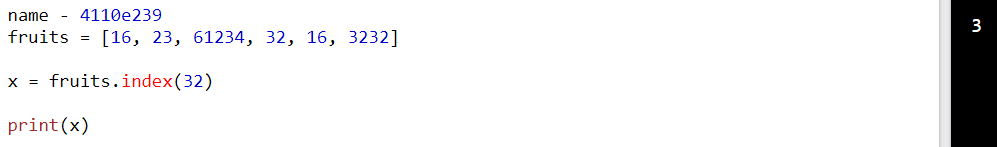 name - 4110e239
fruits = [16, 23, 61234, 32, 16, 3232]
x = fruits.index(32)
print(x)
3